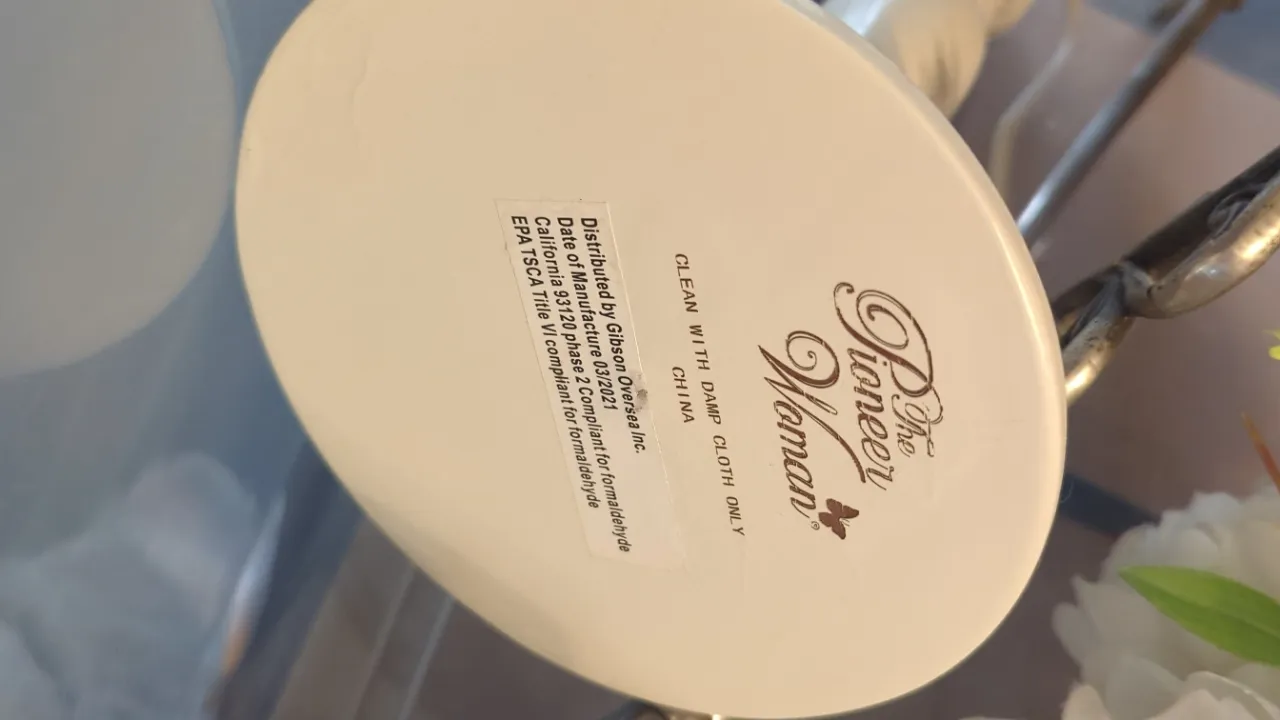 The
Pioneer
Woman®
CLEAN WITH DAMP CLOTH ONLY
CHINA
Distributed by Gibson Oversea Inc.
Date of Manufacture 03/2021
California 93120 phase 2 Compliant for formaldehyde
EPA TSCA Title VI compliant for formaldehyde